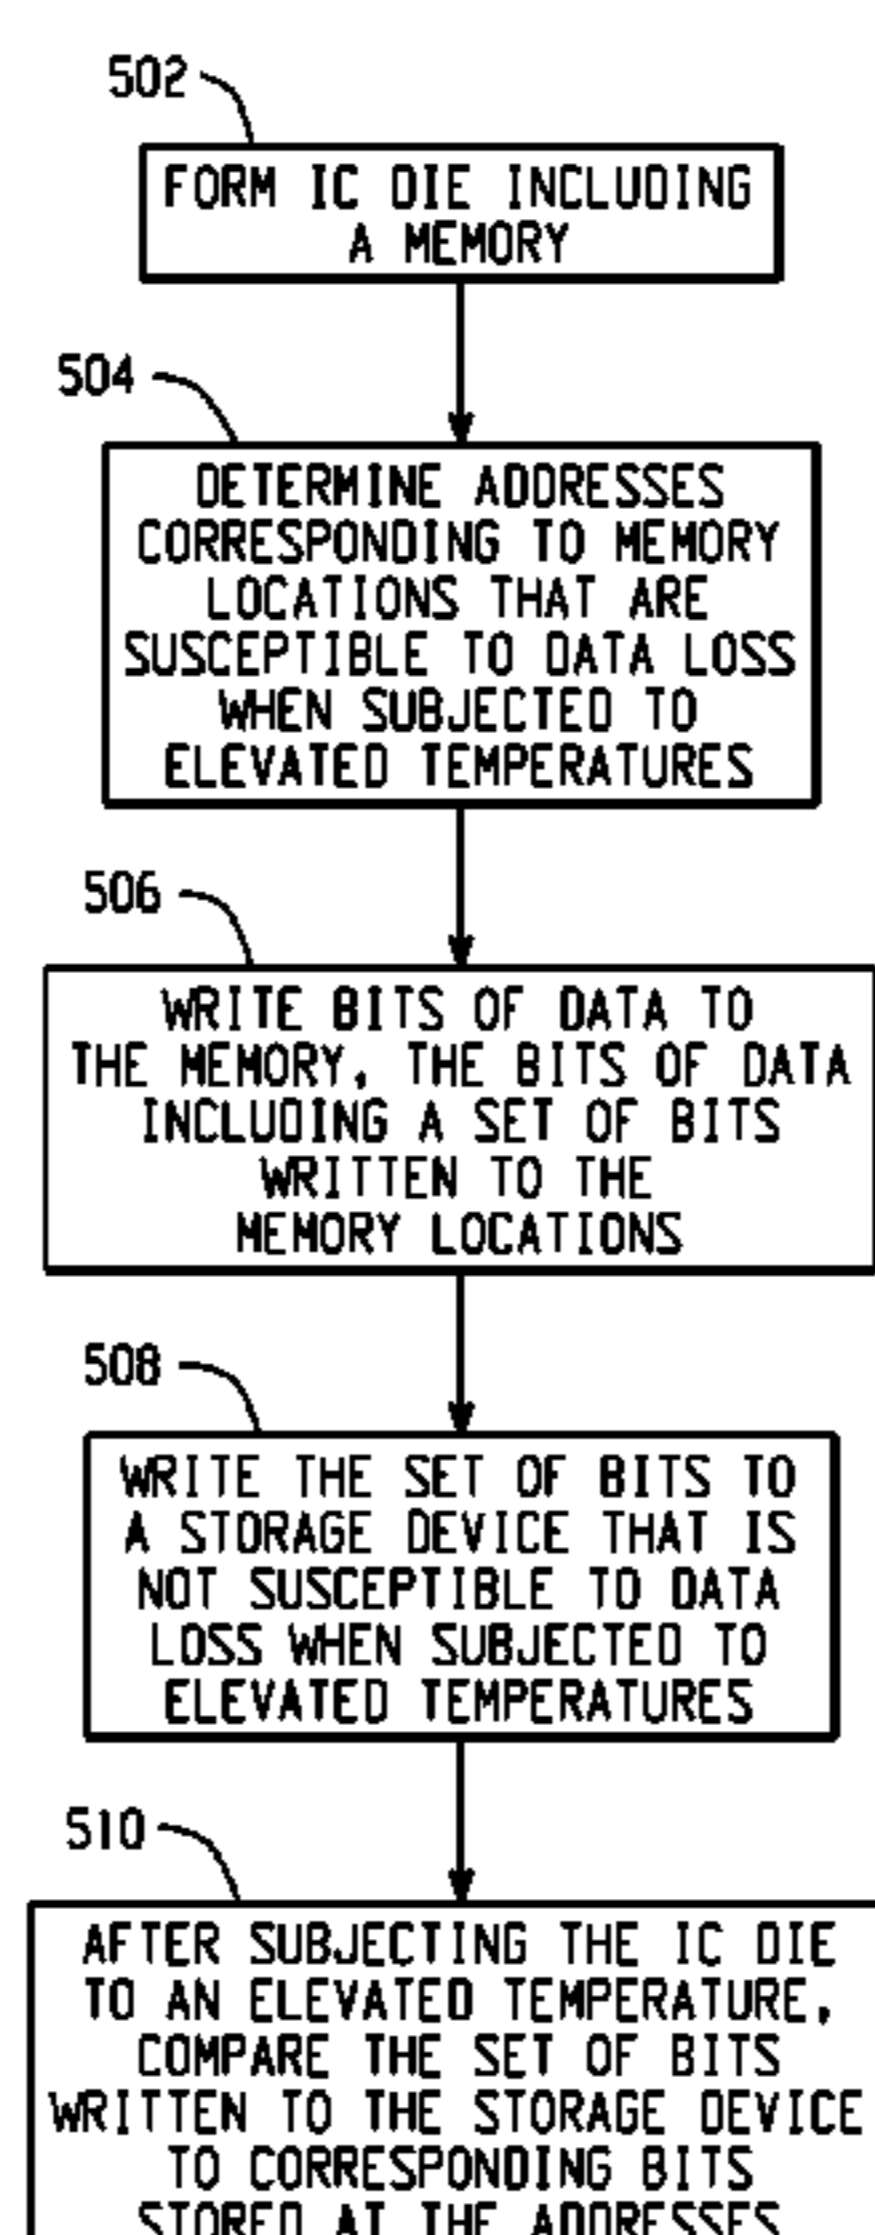 502
FORM IC DIE INCLUDING
A MEMORY
504
DETERMINE ADDRESSES
CORRESPONDING TO MEMORY
LOCATIONS THAT ARE
SUSCEPTIBLE TO DATA LOSS
WHEN SUBJECTED TO
ELEVATED TEMPERATURES
506
WRITE BITS OF DATA TO
THE MEMORY, THE BITS OF DATA
INCLUDING A SET OF BITS
WRITTEN TO THE
MEMORY LOCATIONS
508
WRITE THE SET OF BITS TO
A STORAGE DEVICE THAT IS
NOT SUSCEPTIBLE TO DATA
LOSS WHEN SUBJECTED TO
ELEVATED TEMPERATURES
510
AFTER SUBJECTING THE IC DIE
TO AN ELEVATED TEMPERATURE,
COMPARE THE SET OF BITS
WRITTEN TO THE STORAGE DEVICE
TO CORRESPONDING BITS
STORED AT THE ADDRESSES